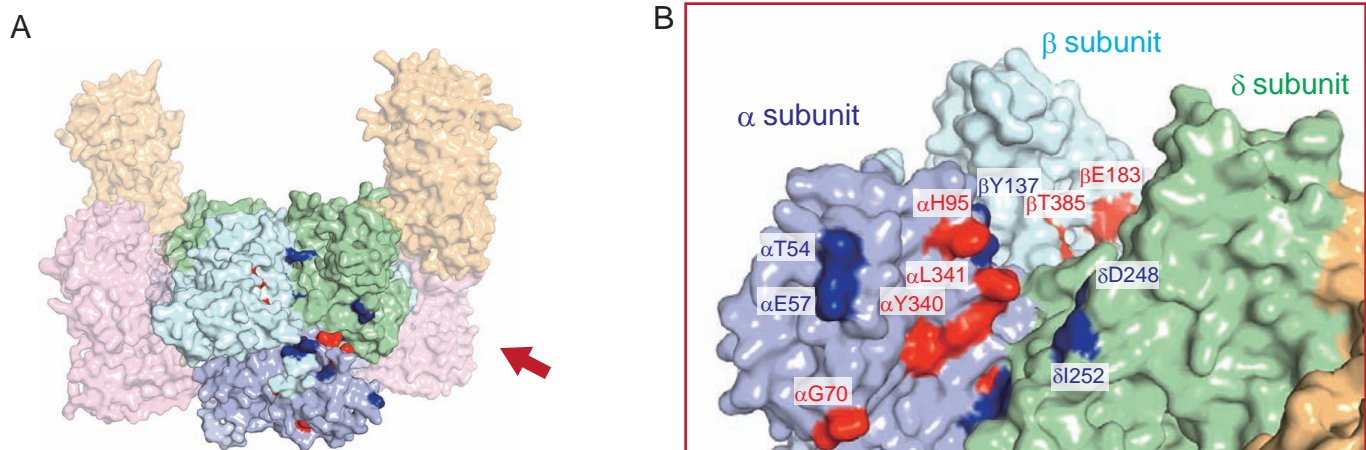 A
B
β subunit
δ subunit
α subunit
βE183
βY137
αH95
βT385
αT54
αL341
δD248
αE57
αY340
δI252
αG70